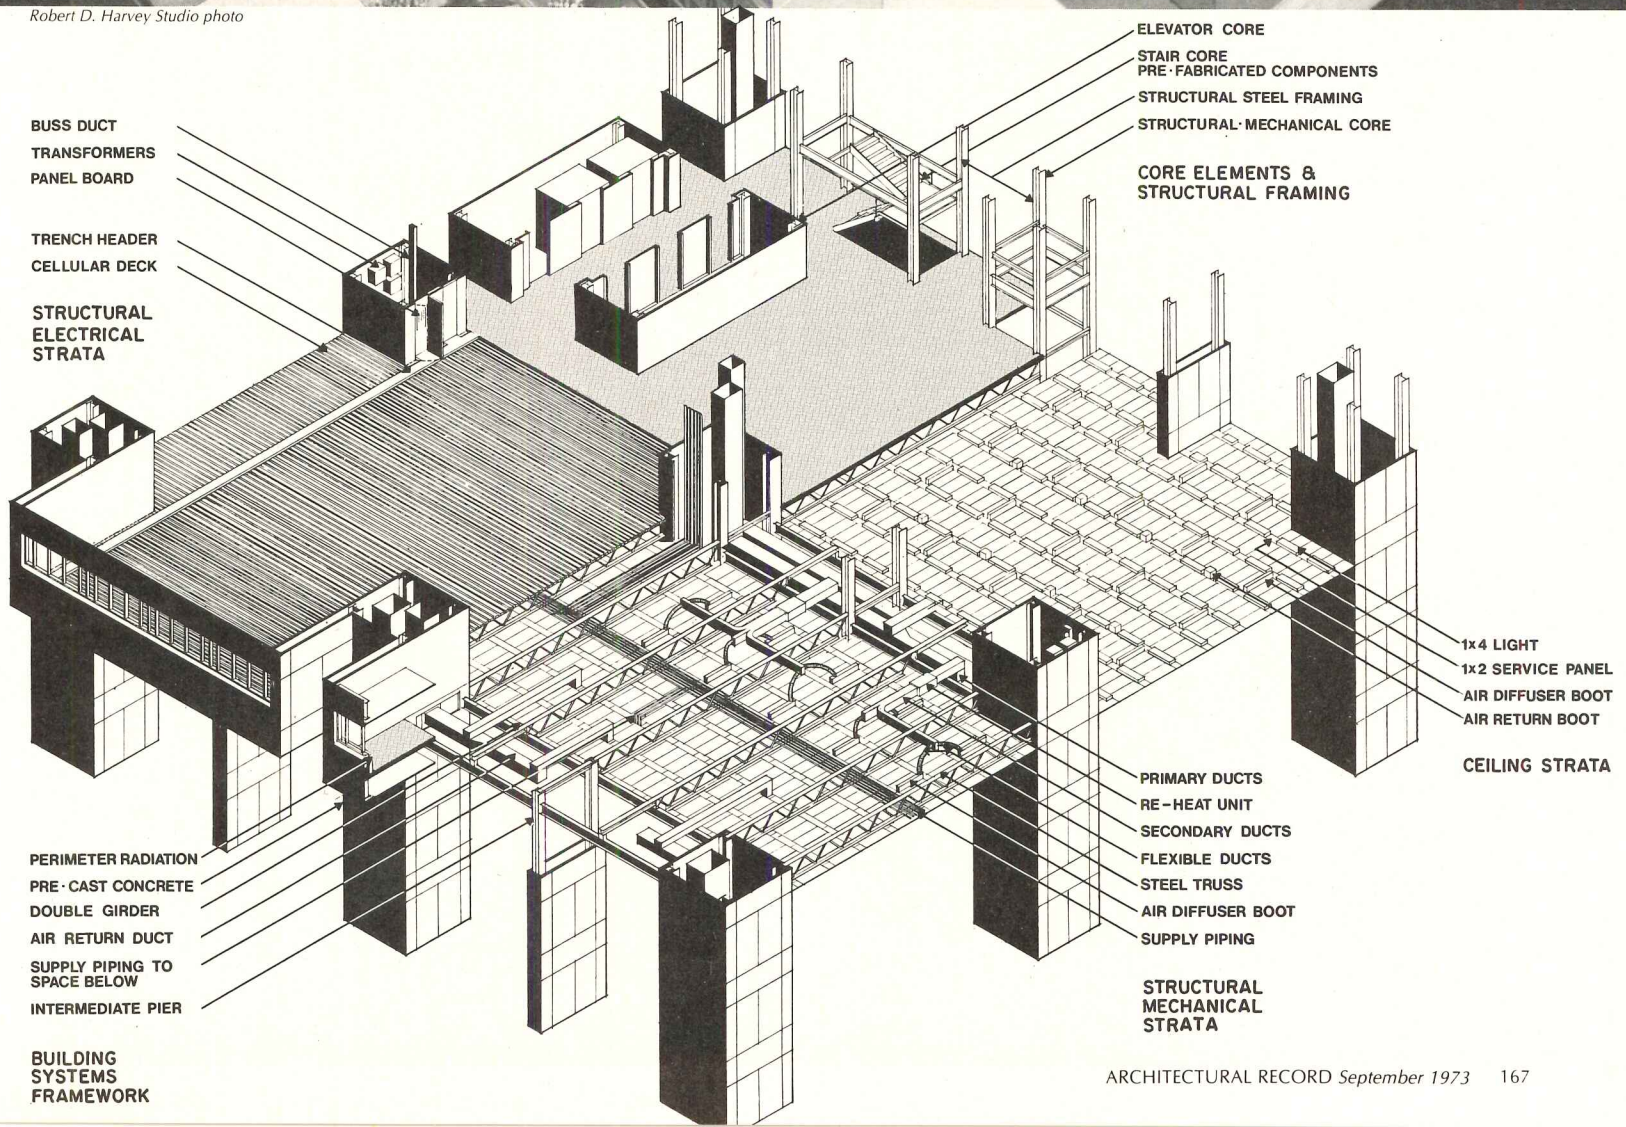 Robert D. Harvey Studio photo
BUSS DUCT
TRANSFORMERS
PANEL BOARD
TRENCH HEADER
CELLULAR DECK
STRUCTURAL
ELECTRICAL
STRATA
ELEVATOR CORE
STAIR CORE
PRE-FABRICATED COMPONENTS
STRUCTURAL STEEL FRAMING
STRUCTURAL-MECHANICAL CORE
CORE ELEMENTS &
STRUCTURAL FRAMING
1x4 LIGHT
1x2 SERVICE PANEL
AIR DIFFUSER BOOT
AIR RETURN BOOT
CEILING STRATA
PERIMETER RADIATION
PRE-CAST CONCRETE
DOUBLE GIRDER
AIR RETURN DUCT
SUPPLY PIPING TO
SPACE BELOW
INTERMEDIATE PIER
BUILDING
SYSTEMS
FRAMEWORK
PRIMARY DUCTS
RE-HEAT UNIT
SECONDARY DUCTS
FLEXIBLE DUCTS
STEEL TRUSS
AIR DIFFUSER BOOT
SUPPLY PIPING
STRUCTURAL
MECHANICAL
STRATA
ARCHITECTURAL RECORD September 1973 167